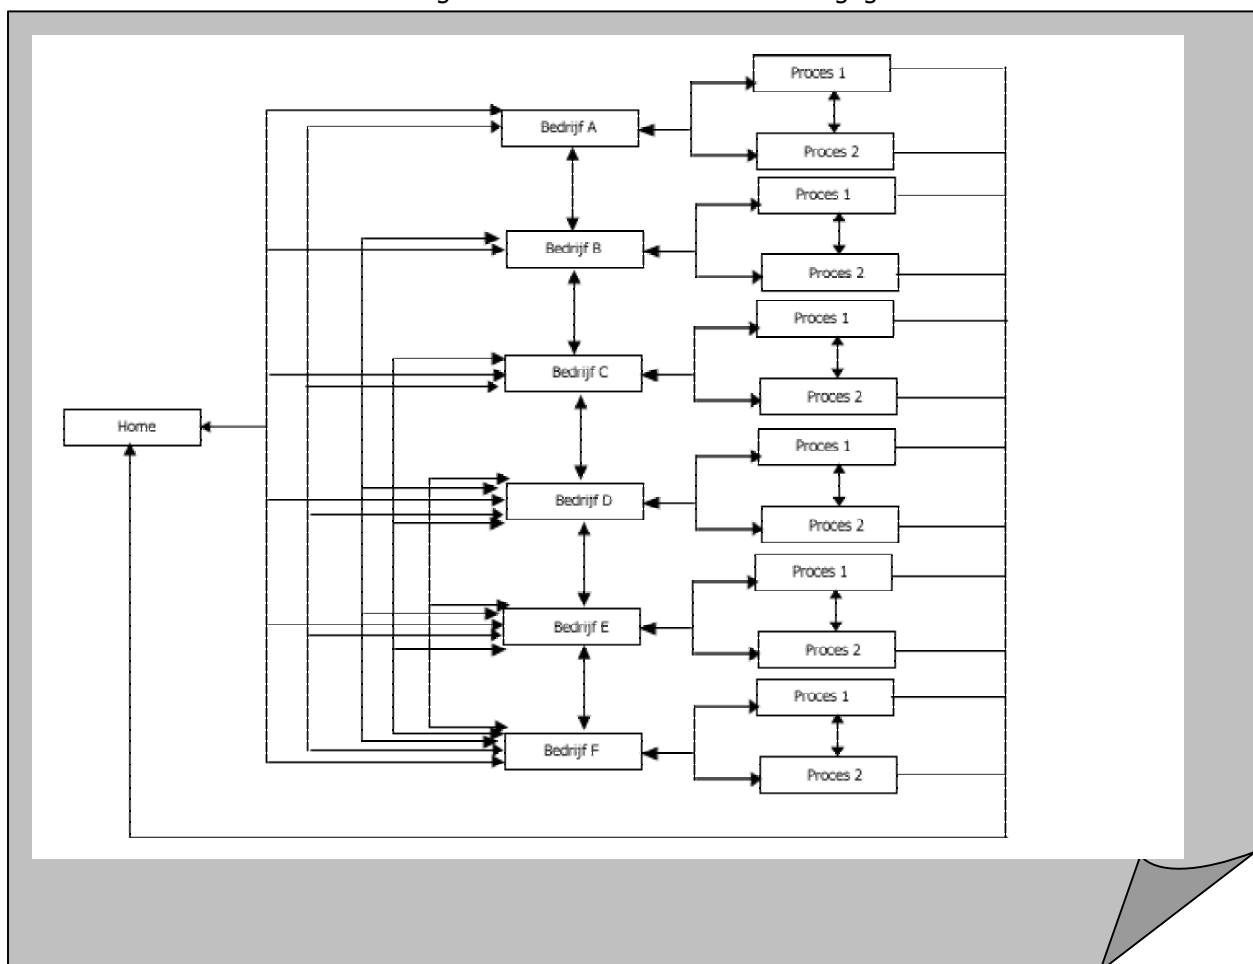 Proces 1
Bedrijf A
Proces 2
Proces 1
Bedrijf B
Proces 2
Proces 1
Bedrijf C
Proces 2
Home
Proces 1
Bedrijf D
Proces 2
Proces 1
Bedrijf E
Proces 2
Proces 1
Bedrijf F
Proces 2